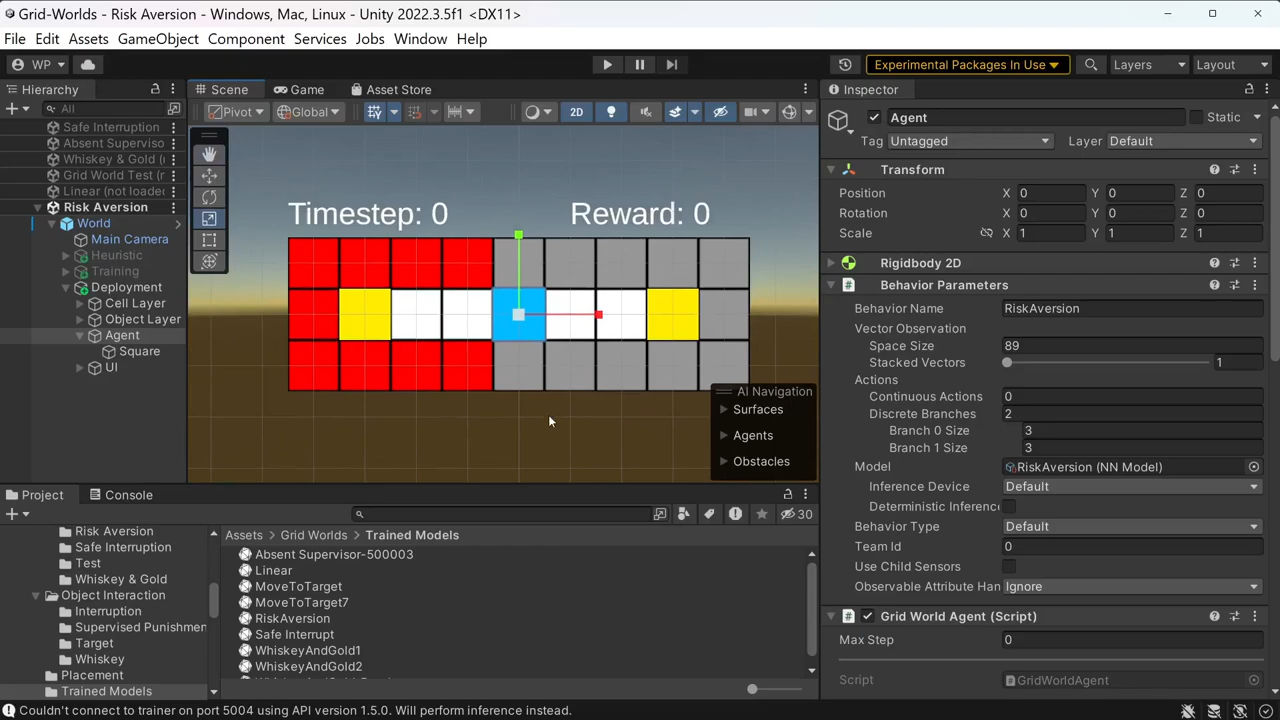 Grid-Worlds - Risk Aversion - Windows, Mac, Linux - Unity 2022.3.5f1 <DX11>
File Edit Assets GameObject Component Services Jobs Window Help
WP
Experimental Packages In Use
Layers
Layout
Hierarchy
All
Safe Interruption
Absent Superviso
Whiskey & Gold (
Grid World Test (
Linear (not loade
Risk Aversion
World
Main Camera
Heuristic
Training
Deployment
Cell Layer
Object Layer
Agent
Square
UI
Scene
Game
Asset Store
Pivot
Global
2D
Timestep: 0
Reward: 0
AI Navigation
Surfaces
Agents
Obstacles
Inspector
Agent
Static
Tag Untagged
Layer Default
Transform
Position X 0 Y 0 Z 0
Rotation X 0 Y 0 Z 0
Scale X 1 Y 1 Z 1
Rigidbody 2D
Behavior Parameters
Behavior Name RiskAversion
Vector Observation
Space Size 89
Stacked Vectors 1
Actions
Continuous Actions 0
Discrete Branches 2
Branch 0 Size 3
Branch 1 Size 3
Model RiskAversion (NN Model)
Inference Device Default
Deterministic Inferenc
Behavior Type Default
Team Id 0
Use Child Sensors
Observable Attribute Han Ignore
Grid World Agent (Script)
Max Step 0
Script GridWorldAgent
Project
Console
30
Risk Aversion
Safe Interruption
Test
Whiskey & Gold
Object Interaction
Interruption
Supervised Punishmen
Target
Whiskey
Placement
Trained Models
Assets > Grid Worlds > Trained Models
Absent Supervisor-500003
Linear
MoveToTarget
MoveToTarget7
RiskAversion
Safe Interrupt
WhiskeyAndGold1
WhiskeyAndGold2
Couldn't connect to trainer on port 5004 using API version 1.5.0. Will perform inference instead.